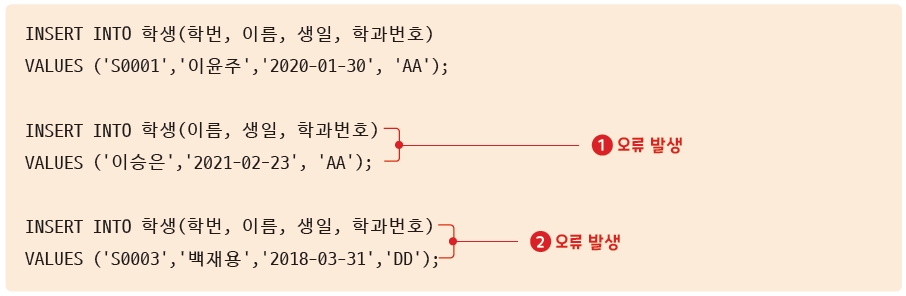 INSERT INTO 학생(학번, 이름, 생일, 학과번호)
VALUES ('S0001','이윤주','2020-01-30', 'AA');
INSERT INTO 학생(이름, 생일, 학과번호)
VALUES ('이승은','2021-02-23', 'AA');
1 오류 발생
INSERT INTO 학생(학번, 이름, 생일, 학과번호)
VALUES ('S0003','백재용','2018-03-31','DD');
2 오류 발생